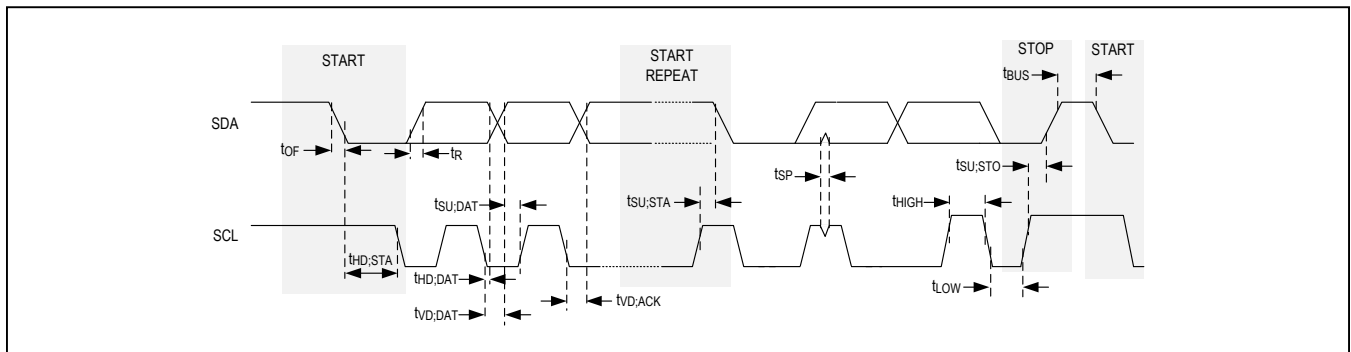 START
START
REPEAT
STOP
START
tBUS
SDA
tOF
tR
tSP
tSU;STO
tSU;DAT
tSU;STA
tHIGH
SCL
tHD;STA
tHD;DAT
tLOW
tVD;DAT
tVD;ACK